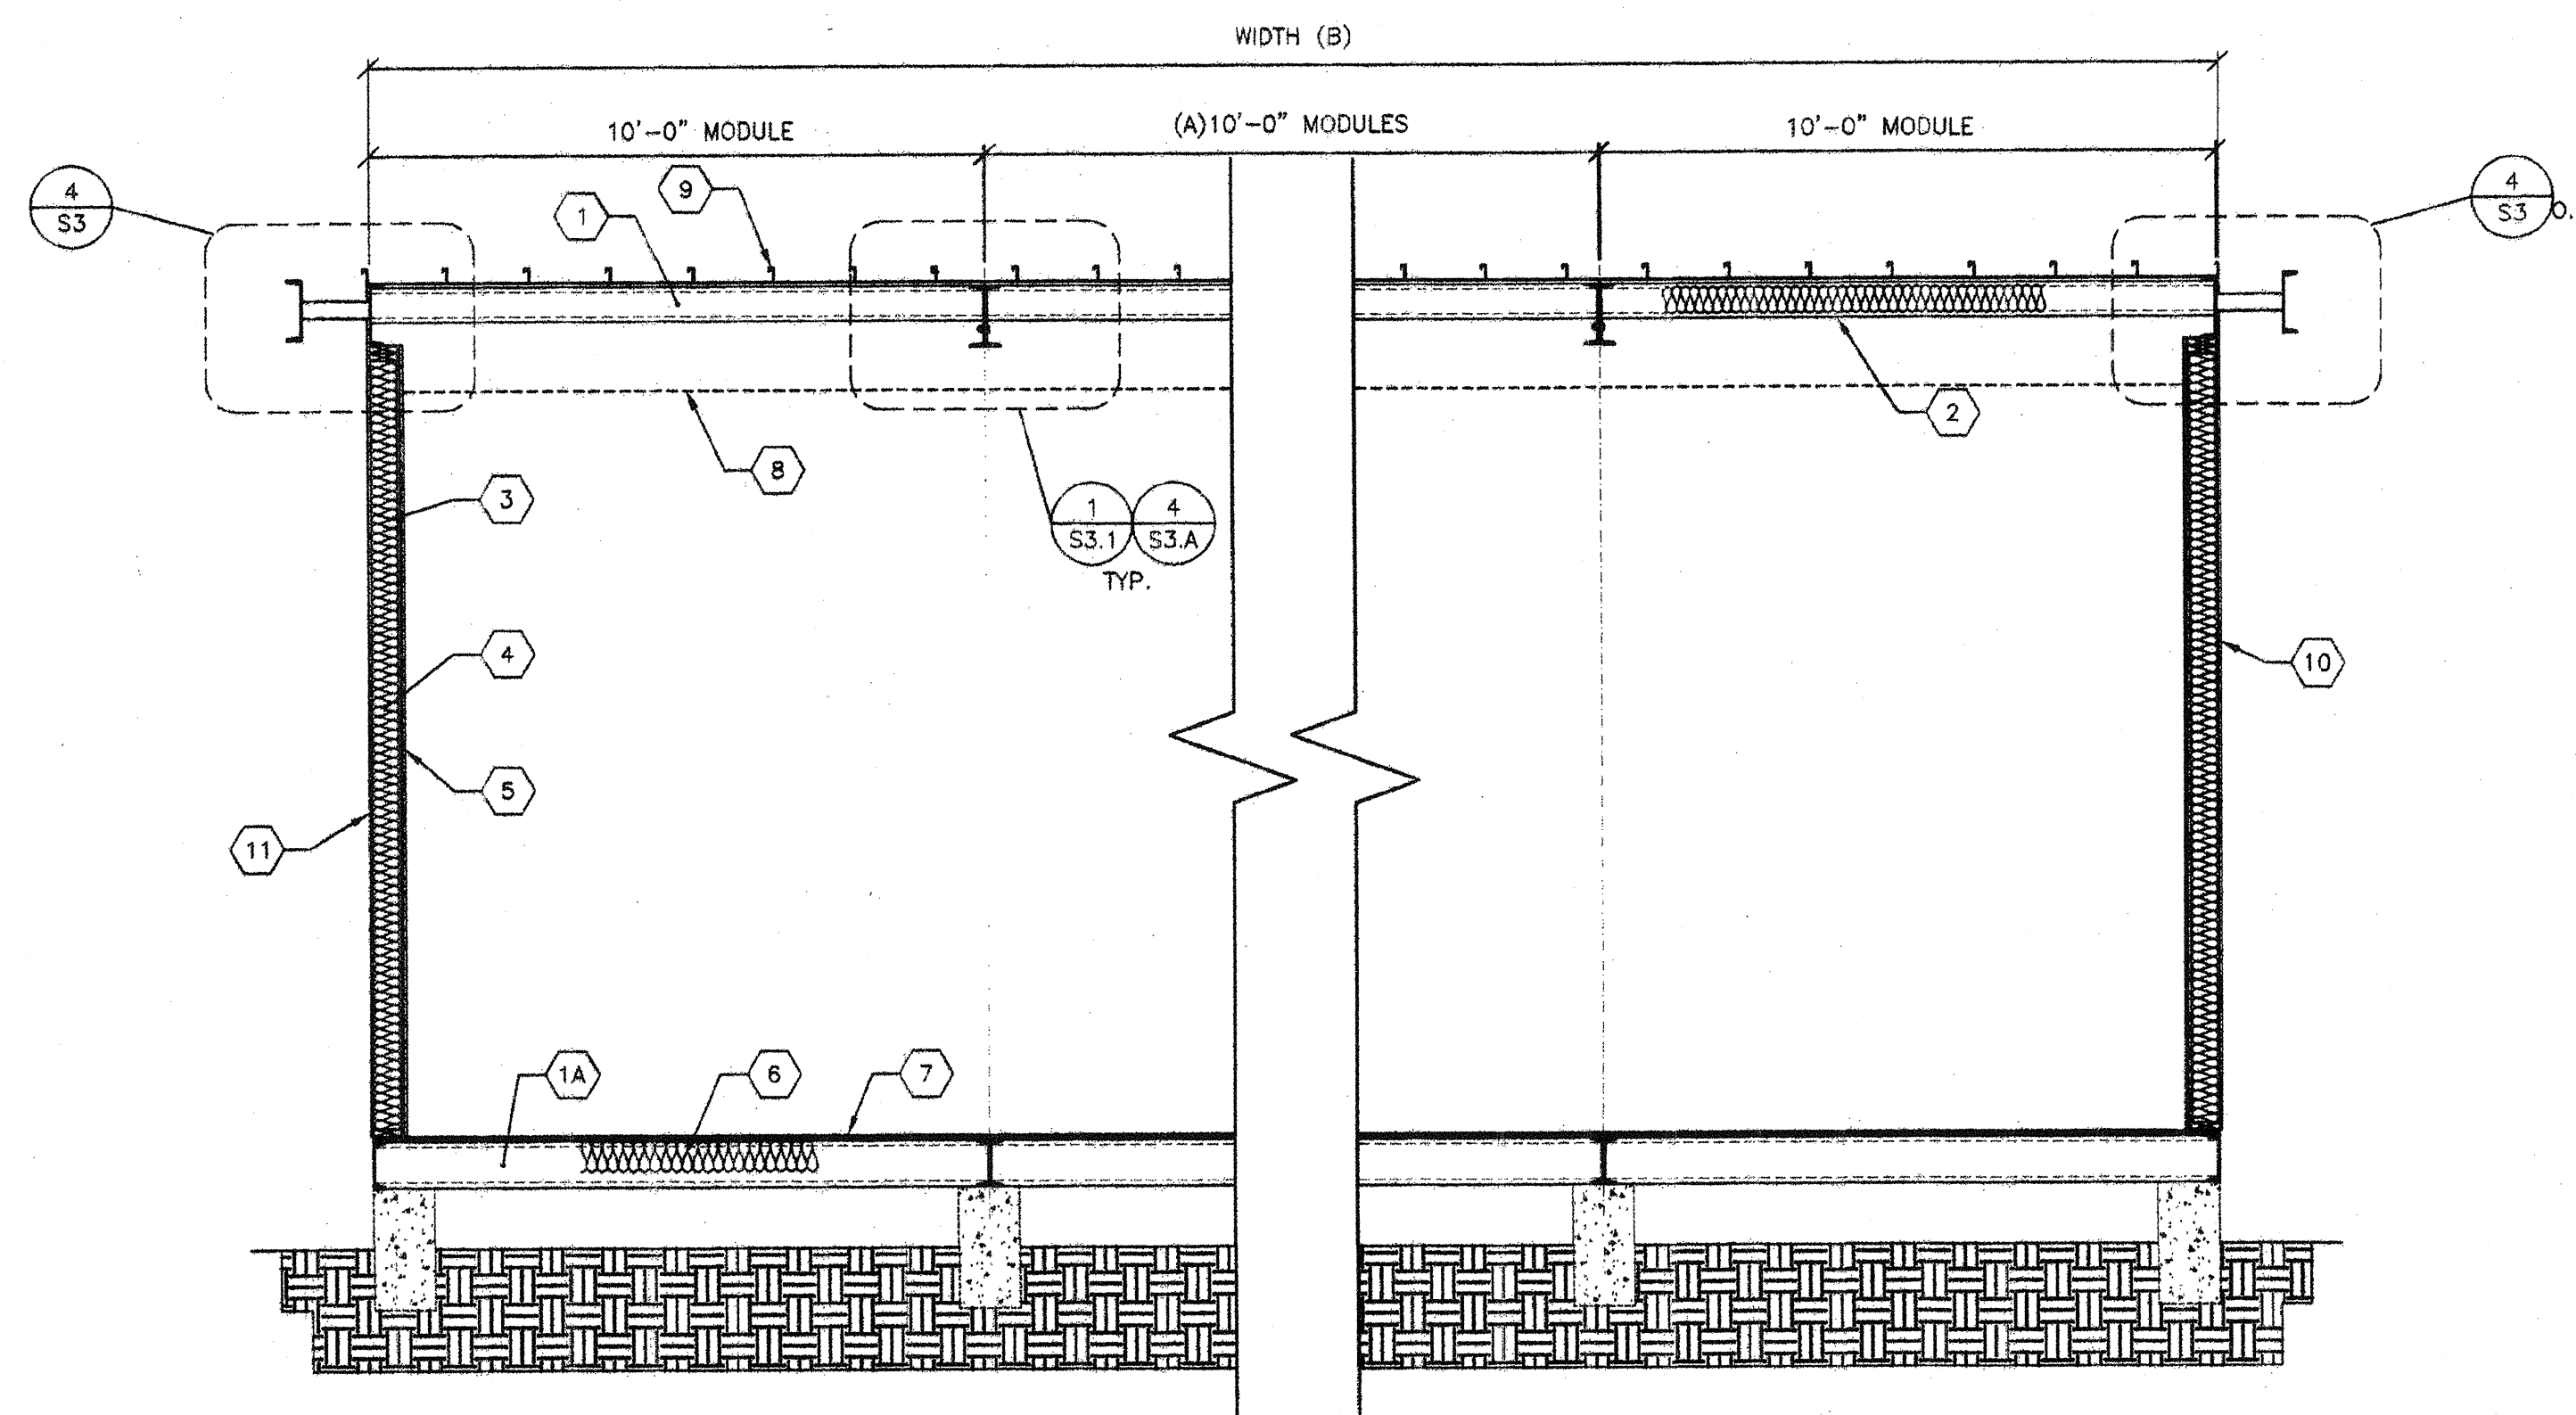 WIDTH (B)
10'-0" MODULE
(A)10'-0" MODULES
10'-0" MODULE
4
S3
1
9
4
S3
O.
2
8
3
1
S3.1
4
S3.A
TYP.
4
10
5
11
1A
6
7